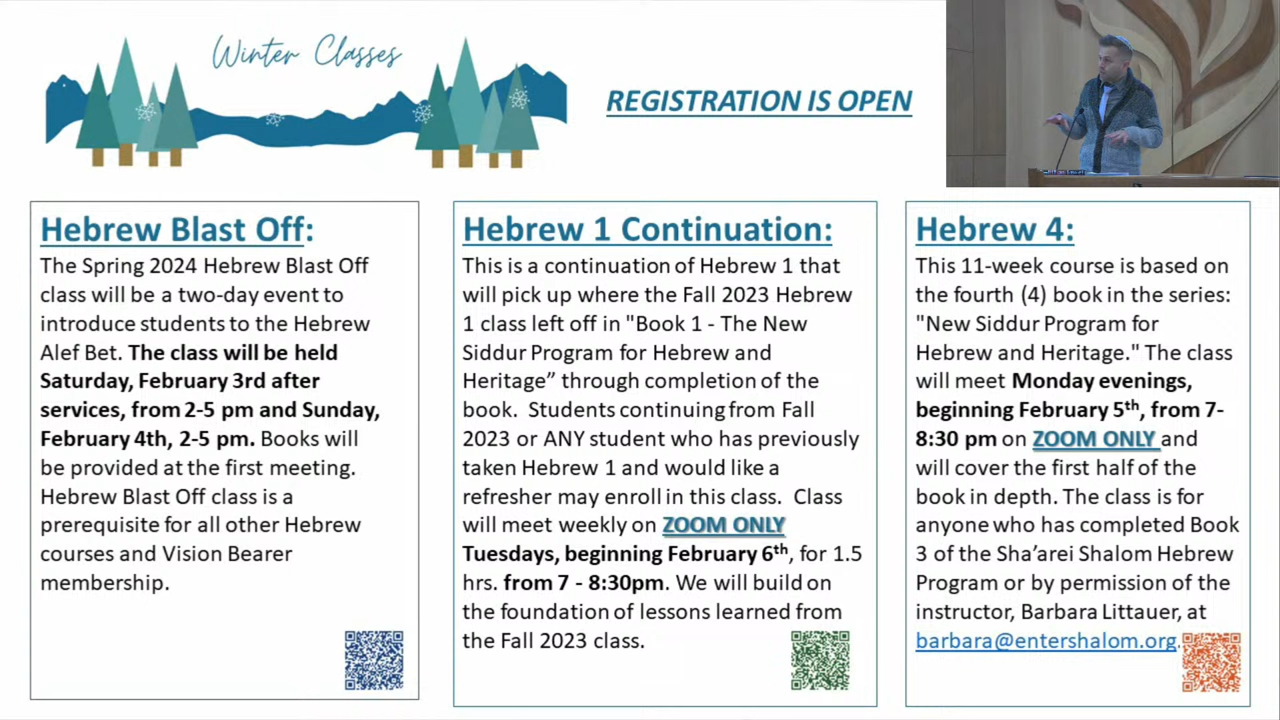 Winter Classes
REGISTRATION IS OPEN
Hebrew Blast Off:
The Spring 2024 Hebrew Blast Off
class will be a two-day event to
introduce students to the Hebrew
Alef Bet. The class will be held
Saturday, February 3rd after
services, from 2-5 pm and Sunday,
February 4th, 2-5 pm. Books will
be provided at the first meeting.
Hebrew Blast Off class is a
prerequisite for all other Hebrew
courses and Vision Bearer
membership.
Hebrew 1 Continuation:
This is a continuation of Hebrew 1 that
will pick up where the Fall 2023 Hebrew
1 class left off in "Book 1 - The New
Siddur Program for Hebrew and
Heritage” through completion of the
book. Students continuing from Fall
2023 or ANY student who has previously
taken Hebrew 1 and would like a
refresher may enroll in this class. Class
will meet weekly on ZOOM ONLY
Tuesdays, beginning February 6th, for 1.5
hrs. from 7 - 8:30pm. We will build on
the foundation of lessons learned from
the Fall 2023 class.
Hebrew 4:
This 11-week course is based on
the fourth (4) book in the series:
"New Siddur Program for
Hebrew and Heritage." The class
will meet Monday evenings,
beginning February 5th, from 7-
8:30 pm on ZOOM ONLY and
will cover the first half of the
book in depth. The class is for
anyone who has completed Book
3 of the Sha’arei Shalom Hebrew
Program or by permission of the
instructor, Barbara Littauer, at
barbara@entershalom.org.